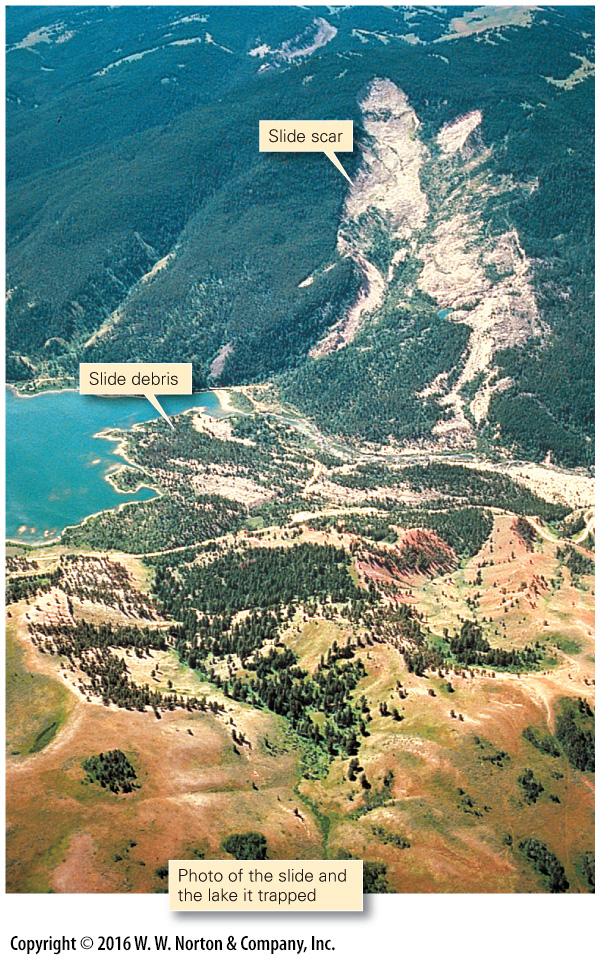 Slide scar
Slide debris
Photo of the slide and
the lake it trapped
Copyright © 2016 W. W. Norton & Company, Inc.